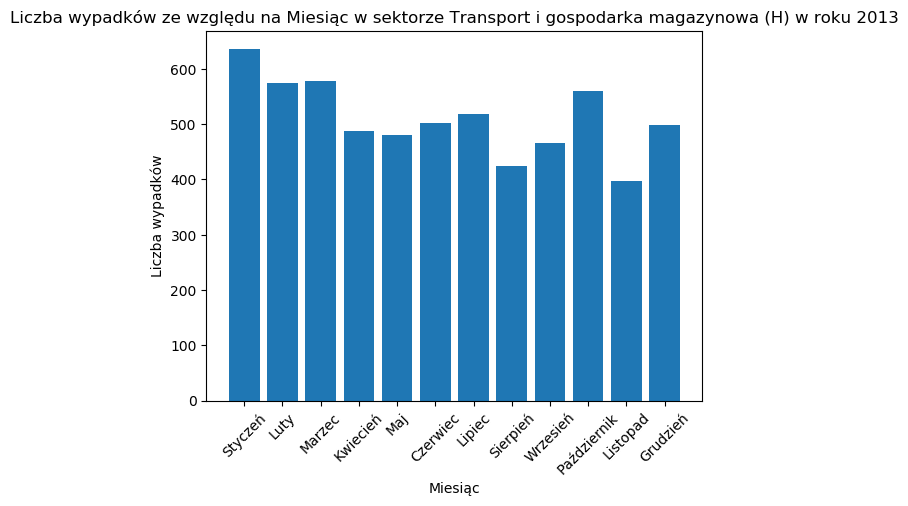 Liczba wypadków ze względu na Miesiąc w sektorze Transport i gospodarka magazynowa (H) w roku 2013
Liczba wypadków
600
500
400
300
200
100
0
Styczeń
Luty
Marzec
Kwiecień
Maj
Czerwiec
Lipiec
Sierpień
Wrzesień
Październik
Listopad
Grudzień
Miesiąc